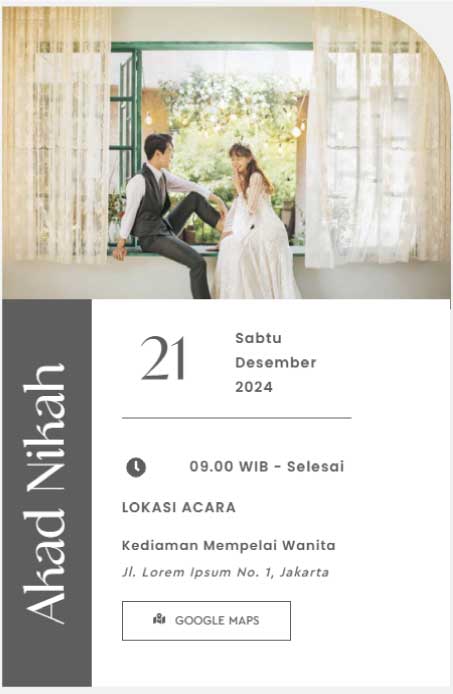 Akad Nikah
21
Sabtu
Desember
2024
09.00 WIB - Selesai
LOKASI ACARA
Kediaman Mempelai Wanita
Jl. Lorem Ipsum No. 1, Jakarta
GOOGLE MAPS